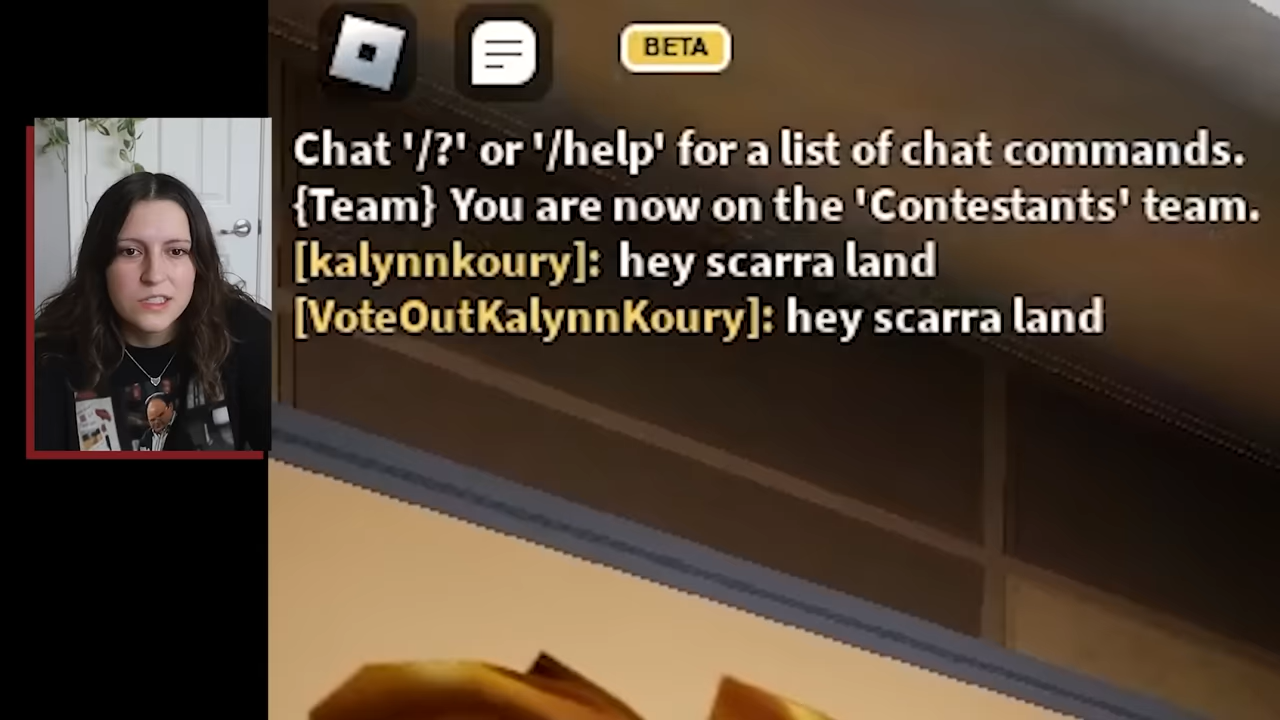 BETA
Chat '/?' or '/help' for a list of chat commands.
{Team} You are now on the 'Contestants' team.
[kalynnkoury]: hey scarra land
[VoteOutKalynnKoury]: hey scarra land